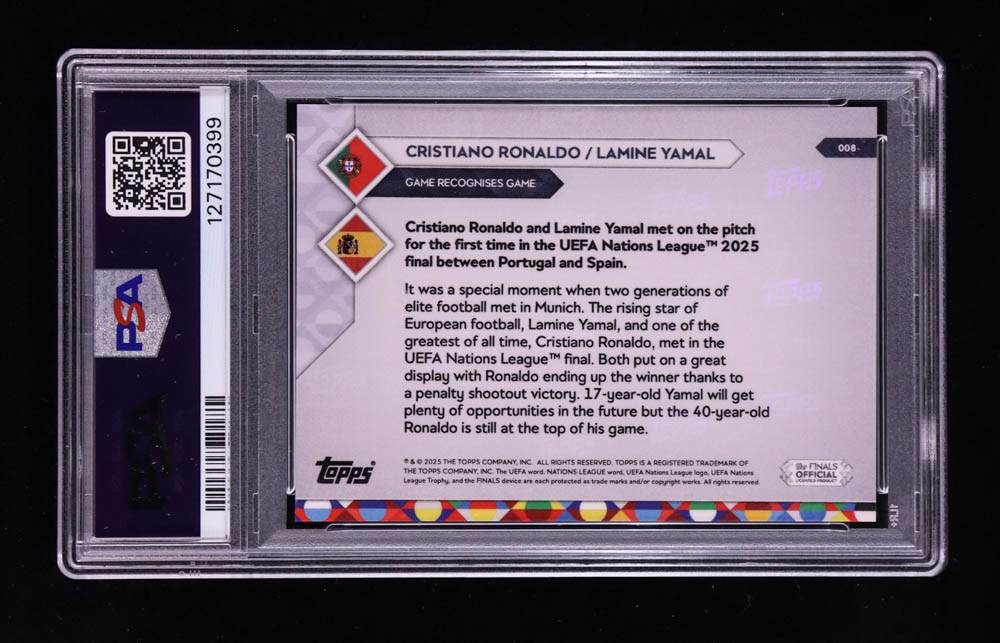 127170399
PSA
PSA
CRISTIANO RONALDO / LAMINE YAMAL
008
GAME RECOGNISES GAME
Cristiano Ronaldo and Lamine Yamal met on the pitch
for the first time in the UEFA Nations League™ 2025
final between Portugal and Spain.
It was a special moment when two generations of
elite football met in Munich. The rising star of
European football, Lamine Yamal, and one of the
greatest of all time, Cristiano Ronaldo, met in the
UEFA Nations League™ final. Both put on a great
display with Ronaldo ending up the winner thanks to
a penalty shootout victory. 17-year-old Yamal will get
plenty of opportunities in the future but the 40-year-old
Ronaldo is still at the top of his game.
Topps
® & © 2025 THE TOPPS COMPANY, INC. ALL RIGHTS RESERVED. TOPPS IS A REGISTERED TRADEMARK OF
THE TOPPS COMPANY, INC. The UEFA word, NATIONS LEAGUE word, UEFA Nations League logo, UEFA Nations
League Trophy, and the FINALS device are each protected as trade marks and/or copyright works. All rights reserved.
FINALS
OFFICIAL
LICENSED PRODUCT